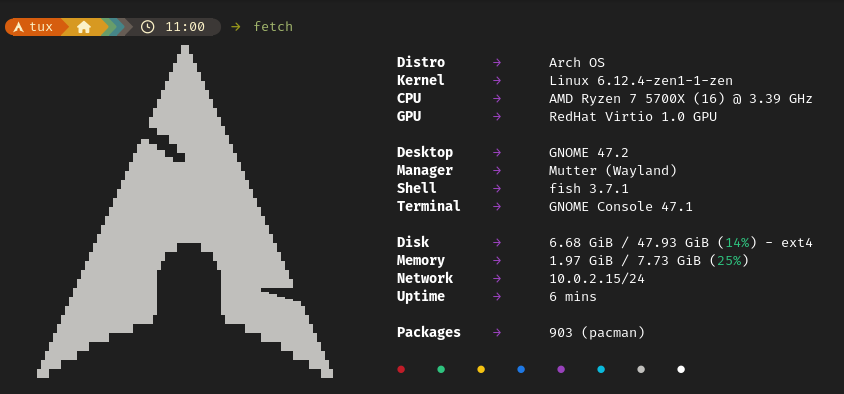 tux 11:00 → fetch
Distro → Arch OS
Kernel → Linux 6.12.4-zen1-1-zen
CPU → AMD Ryzen 7 5700X (16) @ 3.39 GHz
GPU → RedHat Virtio 1.0 GPU
Desktop → GNOME 47.2
Manager → Mutter (Wayland)
Shell → fish 3.7.1
Terminal → GNOME Console 47.1
Disk → 6.68 GiB / 47.93 GiB (14%) - ext4
Memory → 1.97 GiB / 7.73 GiB (25%)
Network → 10.0.2.15/24
Uptime → 6 mins
Packages → 903 (pacman)